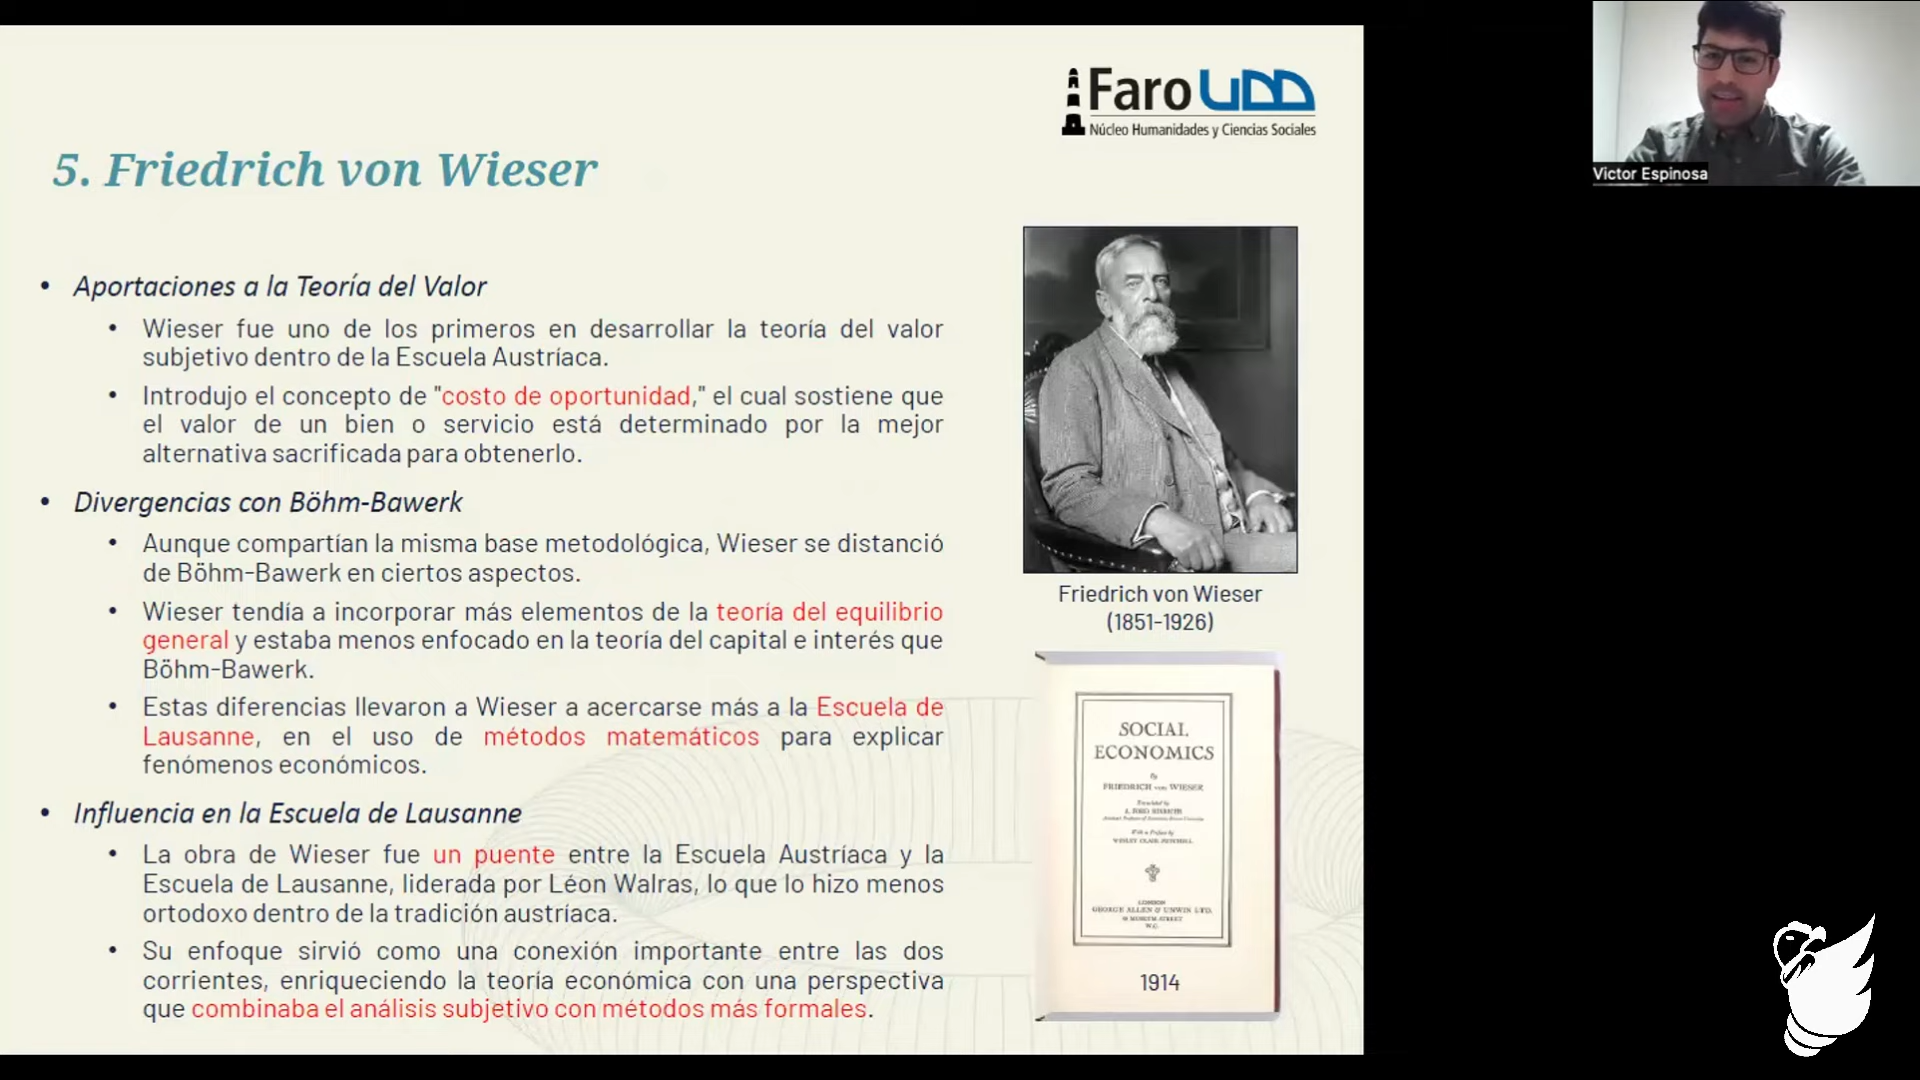 Faro UDD
Núcleo Humanidades y Ciencias Sociales
Victor Espinosa
5. Friedrich von Wieser
• Aportaciones a la Teoría del Valor
• Wieser fue uno de los primeros en desarrollar la teoría del valor
subjetivo dentro de la Escuela Austríaca.
• Introdujo el concepto de "costo de oportunidad," el cual sostiene que
el valor de un bien o servicio está determinado por la mejor
alternativa sacrificada para obtenerlo.
• Divergencias con Böhm-Bawerk
• Aunque compartían la misma base metodológica, Wieser se distanció
de Böhm-Bawerk en ciertos aspectos.
• Wieser tendía a incorporar más elementos de la teoría del equilibrio
general y estaba menos enfocado en la teoría del capital e interés que
Böhm-Bawerk.
• Estas diferencias llevaron a Wieser a acercarse más a la Escuela de
Lausanne, en el uso de métodos matemáticos para explicar
fenómenos económicos.
• Influencia en la Escuela de Lausanne
• La obra de Wieser fue un puente entre la Escuela Austríaca y la
Escuela de Lausanne, liderada por Léon Walras, lo que lo hizo menos
ortodoxo dentro de la tradición austríaca.
• Su enfoque sirvió como una conexión importante entre las dos
corrientes, enriqueciendo la teoría económica con una perspectiva
que combinaba el análisis subjetivo con métodos más formales.
Friedrich von Wieser
(1851-1926)
SOCIAL
ECONOMICS
By
FRIEDRICH von WIESER
Translated by
With a Preface by
WESLEY CLAIR MITCHELL
LONDON
GEORGE ALLEN & UNWIN LTD.
MUSEUM STREET
W.C.
1914